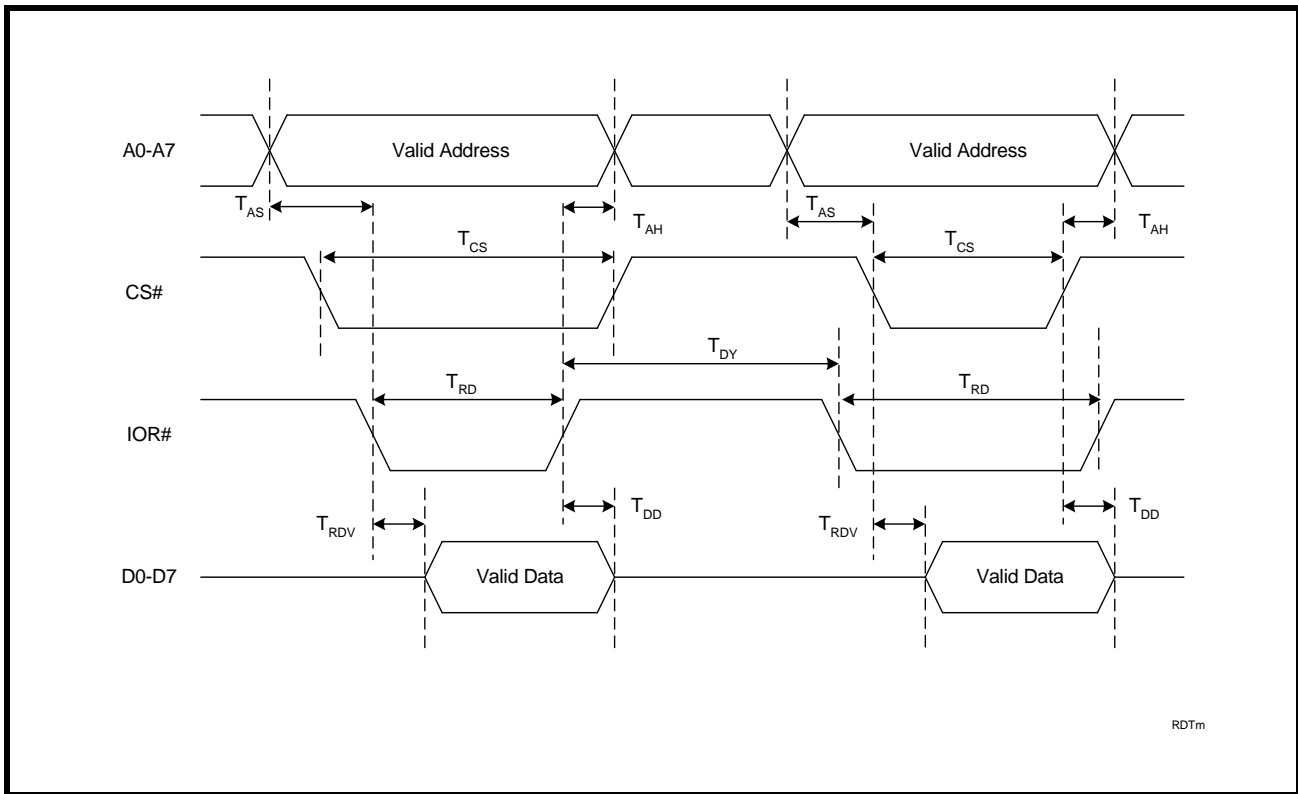 A0-A7
Valid Address
Valid Address
TAS
TAH
TAS
TAH
TCS
TCS
CS#
TDY
TRD
TRD
IOR#
TRDV
TDD
TRDV
TDD
D0-D7
Valid Data
Valid Data
RDTm